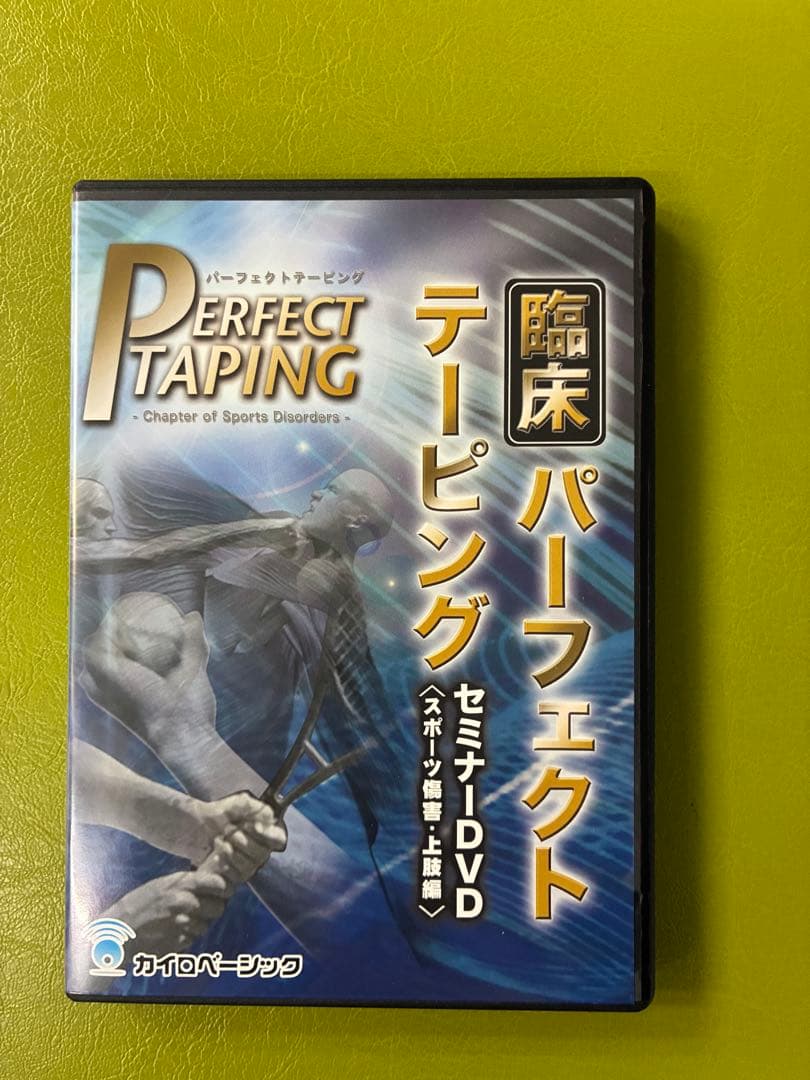 パーフェクトテーピング
PERFECT
TAPING
- Chapter of Sports Disorders -
臨床
パーフェクト
テーピング
セミナーDVD
〈スポーツ傷害・上肢編〉
カイロベーシック